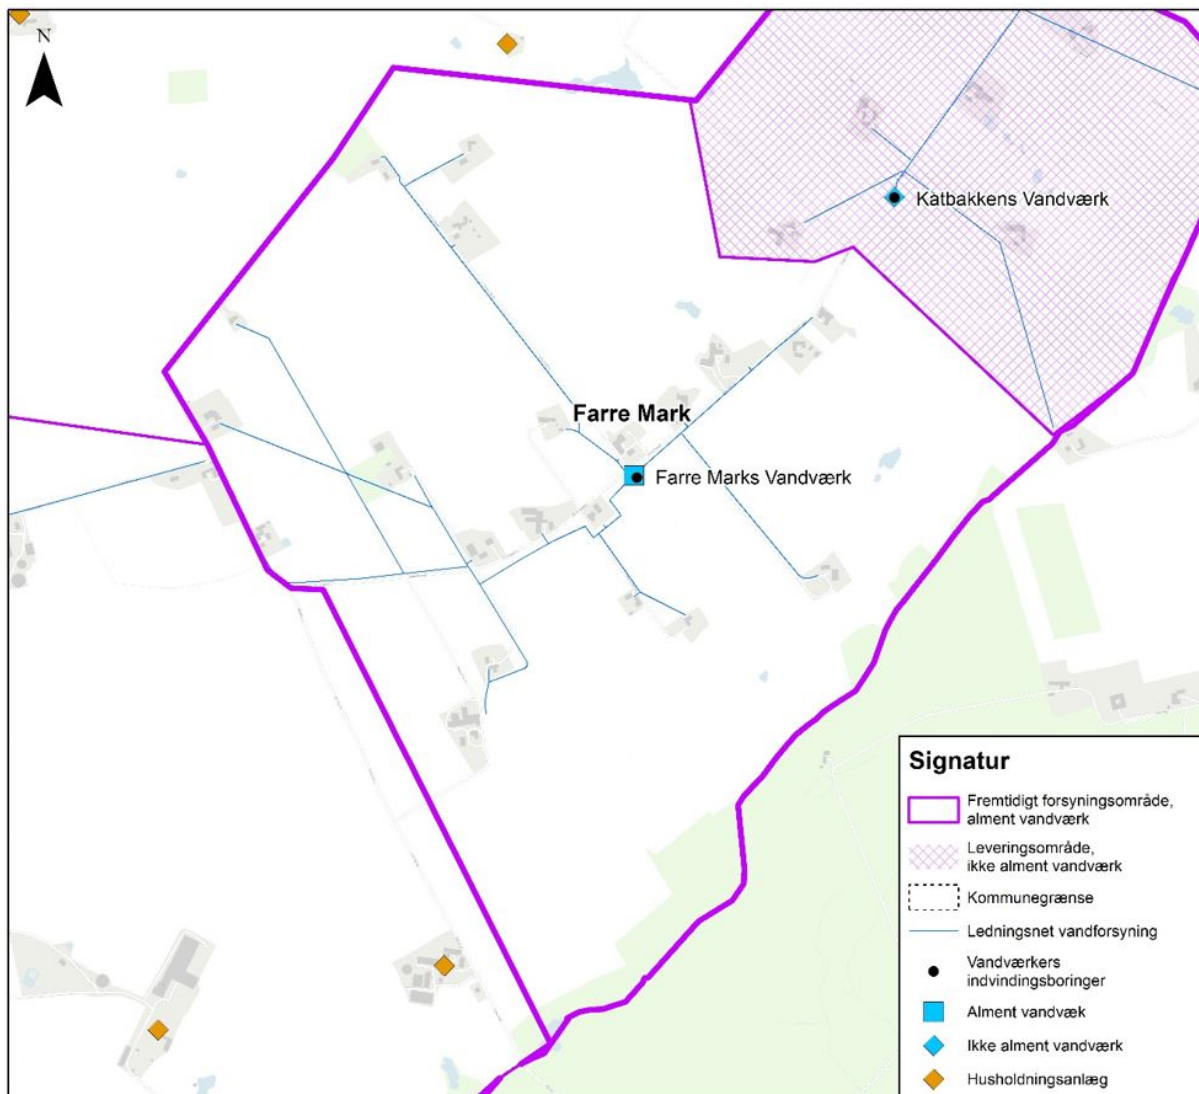 N
Katbakkens Vandværk
Farre Mark
Farre Marks Vandværk
Signatur
Fremtidigt forsyningsområde,
alment vandværk
Leveringsområde,
ikke alment vandværk
Kommunegrænse
Ledningsnet vandforsyning
Vandværkers
indvindingsboringer
Alment vandvæk
Ikke alment vandværk
Husholdningsanlæg